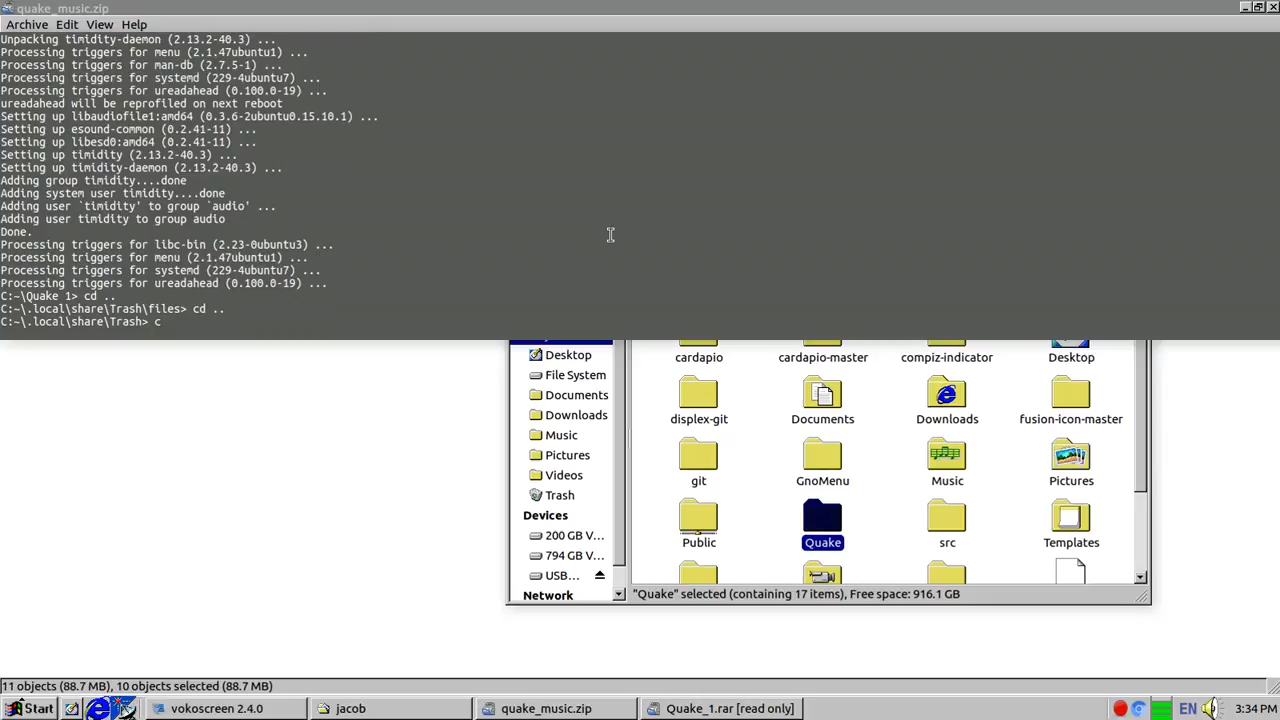 quake_music.zip
Archive Edit View Help
Unpacking timidity-daemon (2.13.2-40.3) ...
Processing triggers for menu (2.1.47ubuntu1) ...
Processing triggers for man-db (2.7.5-1) ...
Processing triggers for systemd (229-4ubuntu7) ...
Processing triggers for ureadahead (0.100.0-19) ...
ureadahead will be reprofiled on next reboot
Setting up libaudiofile1:amd64 (0.3.6-2ubuntu0.15.10.1) ...
Setting up esound-common (0.2.41-11) ...
Setting up libesd0:amd64 (0.2.41-11) ...
Setting up timidity (2.13.2-40.3) ...
Setting up timidity-daemon (2.13.2-40.3) ...
Adding group timidity....done
Adding system user timidity....done
Adding user `timidity' to group `audio' ...
Adding user timidity to group audio
Done.
Processing triggers for libc-bin (2.23-0ubuntu3) ...
Processing triggers for menu (2.1.47ubuntu1) ...
Processing triggers for systemd (229-4ubuntu7) ...
Processing triggers for ureadahead (0.100.0-19) ...
C:~\Quake 1> cd ..
C:~\.local\share\Trash\files> cd ..
C:~\.local\share\Trash> c
Desktop
File System
Documents
Downloads
Music
Pictures
Videos
Trash
Devices
200 GB V...
794 GB V...
USB...
Network
cardapio cardapio-master compiz-indicator Desktop
displex-git Documents Downloads fusion-icon-master
git GnoMenu Music Pictures
Public Quake src Templates
"Quake" selected (containing 17 items), Free space: 916.1 GB
11 objects (88.7 MB), 10 objects selected (88.7 MB)
Start vokoscreen 2.4.0 jacob quake_music.zip Quake_1.rar [read only] EN 3:34 PM